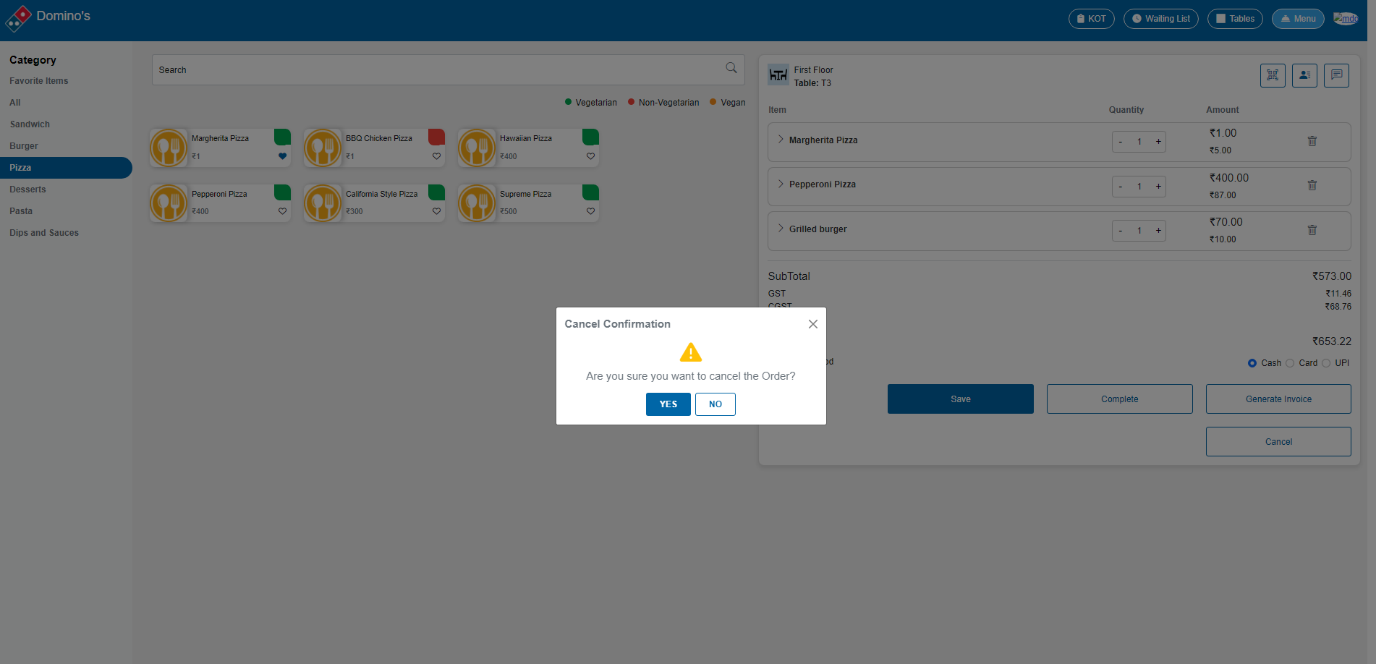 Domino's
KOT
Waiting List
Tables
Menu
Category
Favorite Items
All
Sandwich
Burger
Pizza
Desserts
Pasta
Dips and Sauces
Search
Vegetarian Non-Vegetarian Vegan
Margherita Pizza
₹1
BBQ Chicken Pizza
₹1
Hawaiian Pizza
₹400
Pepperoni Pizza
₹400
California Style Pizza
₹300
Supreme Pizza
₹500
First Floor
Table: T3
Item Quantity Amount
Margherita Pizza - 1 + ₹1.00
₹5.00
Pepperoni Pizza - 1 + ₹400.00
₹87.00
Grilled burger - 1 + ₹70.00
₹10.00
SubTotal ₹573.00
GST ₹11.46
CGST ₹68.76
₹653.22
Cash Card UPI
Save Complete Generate Invoice
Cancel
Cancel Confirmation
Are you sure you want to cancel the Order?
YES NO